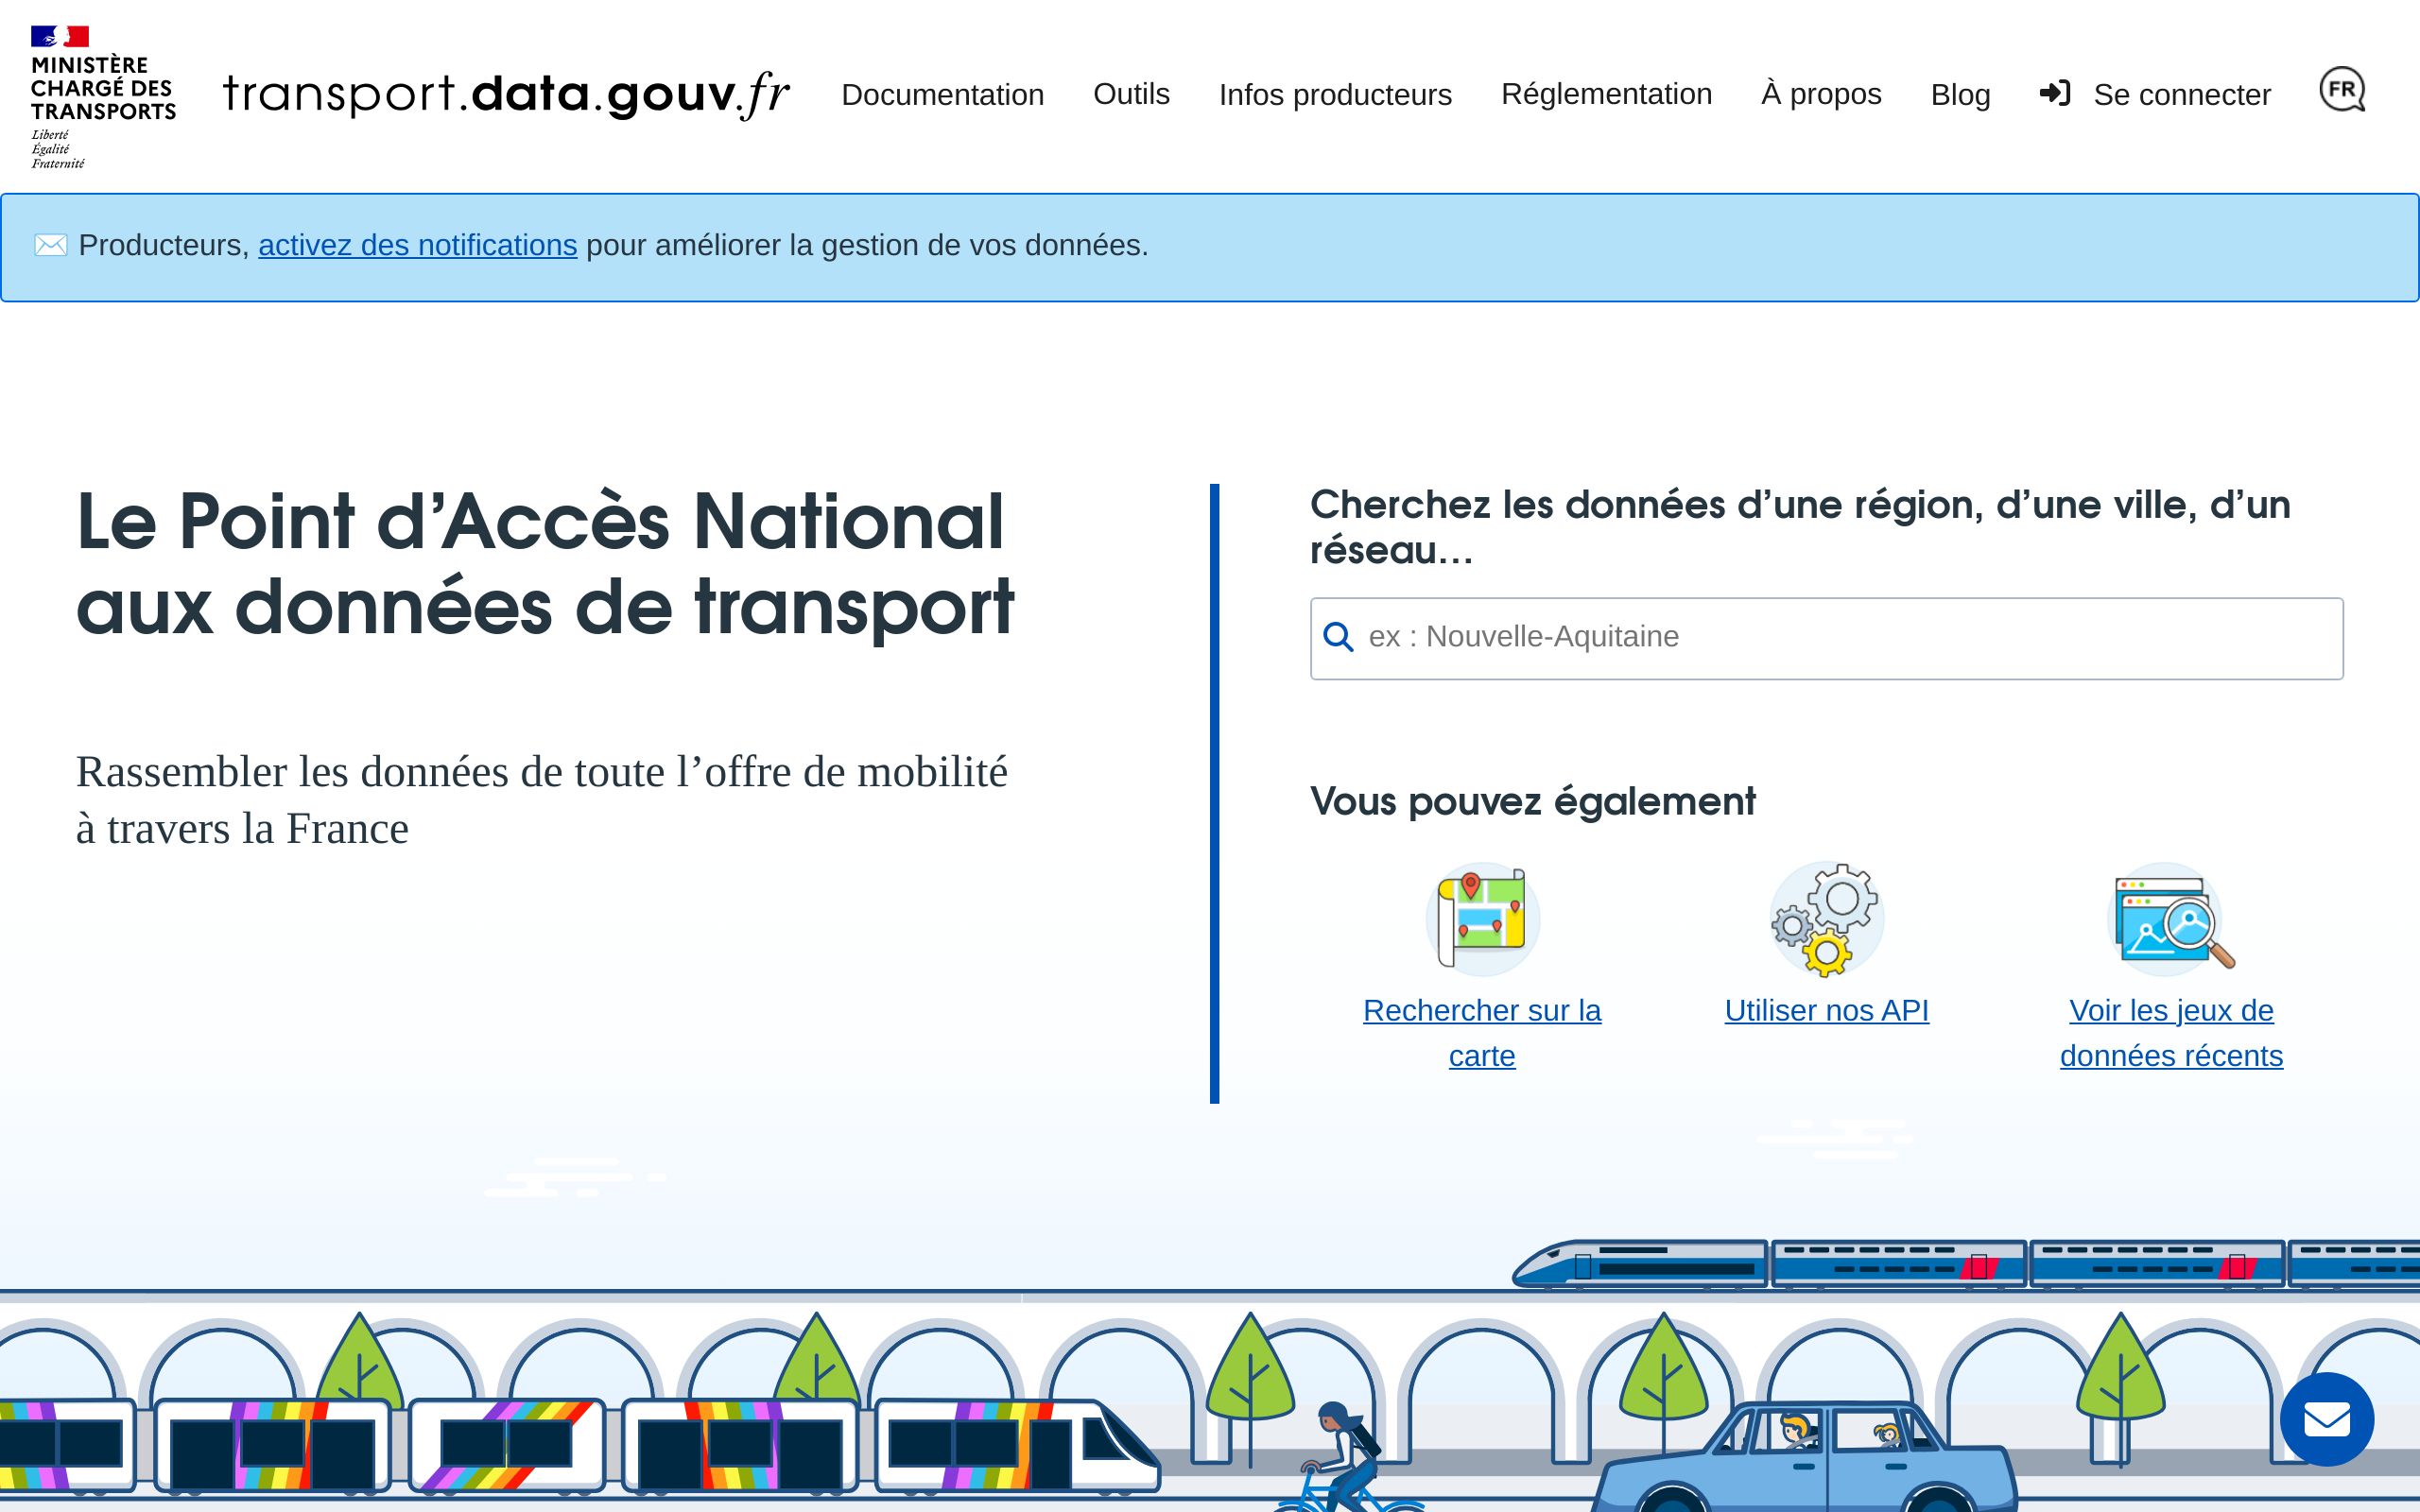 MINISTÈRE
CHARGÉ DES
TRANSPORTS
Liberté
Égalité
Fraternité
transport.data.gouv.fr
Documentation
Outils
Infos producteurs
Réglementation
À propos
Blog
Se connecter
FR
✉️ Producteurs, activez des notifications pour améliorer la gestion de vos données.
Le Point d’Accès National
aux données de transport
Rassembler les données de toute l’offre de mobilité
à travers la France
Cherchez les données d’une région, d’une ville, d’un
réseau…
ex : Nouvelle-Aquitaine
Vous pouvez également
Rechercher sur la
carte
Utiliser nos API
Voir les jeux de
données récents